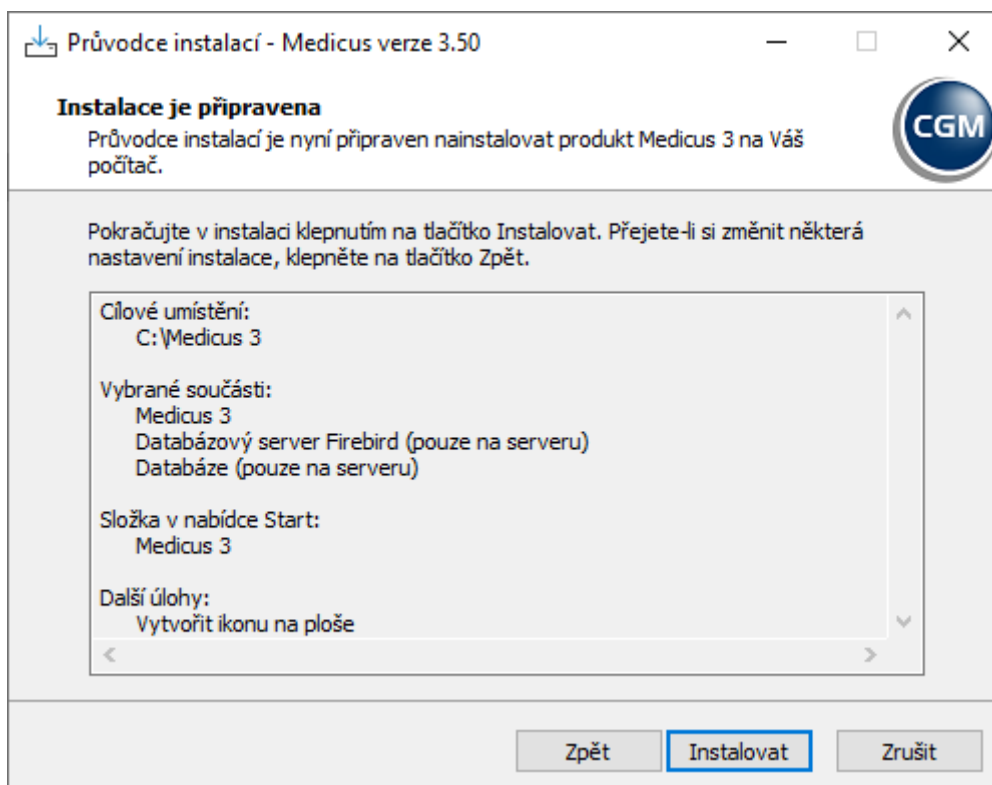 Průvodce instalací - Medicus verze 3.50
Instalace je připravena
Průvodce instalací je nyní připraven nainstalovat produkt Medicus 3 na Váš
počítač.
CGM
Pokračujte v instalaci klepnutím na tlačítko Instalovat. Přejete-li si změnit některá
nastavení instalace, klepněte na tlačítko Zpět.
Cílové umístění:
C:\Medicus 3
Vybrané součásti:
Medicus 3
Databázový server Firebird (pouze na serveru)
Databáze (pouze na serveru)
Složka v nabídce Start:
Medicus 3
Další úlohy:
Vytvořit ikonu na ploše
Zpět
Instalovat
Zrušit